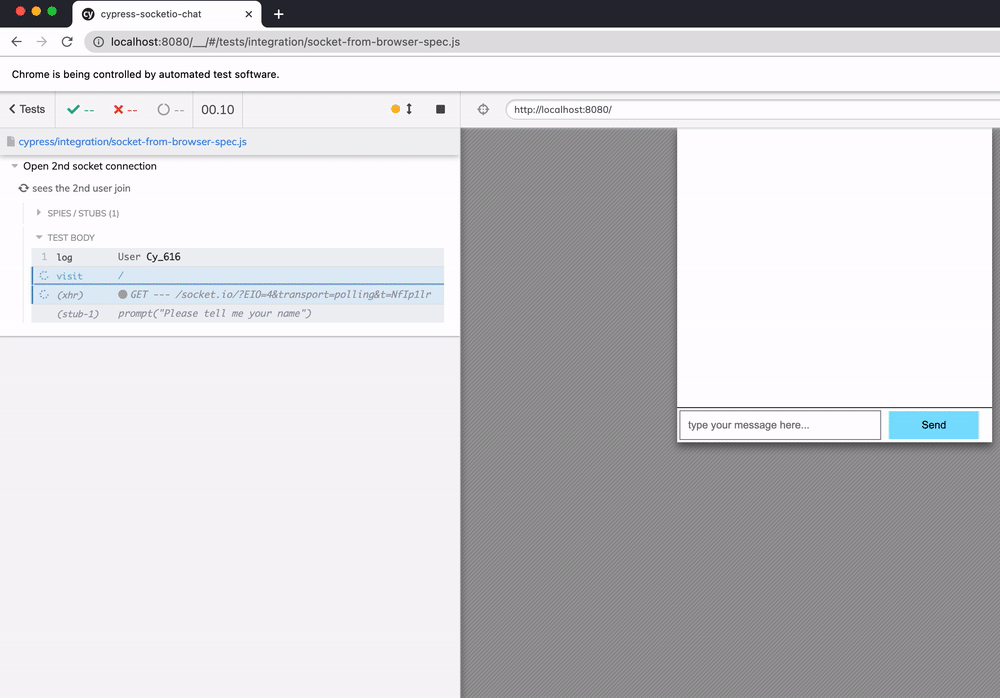 cypress-socketio-chat
localhost:8080/__/#/tests/integration/socket-from-browser-spec.js
Chrome is being controlled by automated test software.
Tests -- -- -- 00.10 http://localhost:8080/
cypress/integration/socket-from-browser-spec.js
Open 2nd socket connection
sees the 2nd user join
SPIES / STUBS (1)
TEST BODY
1 log User Cy_616
visit /
(xhr) GET --- /socket.io/?EIO=4&transport=polling&t=NfIp1lr
(stub-1) prompt("Please tell me your name")
type your message here... Send